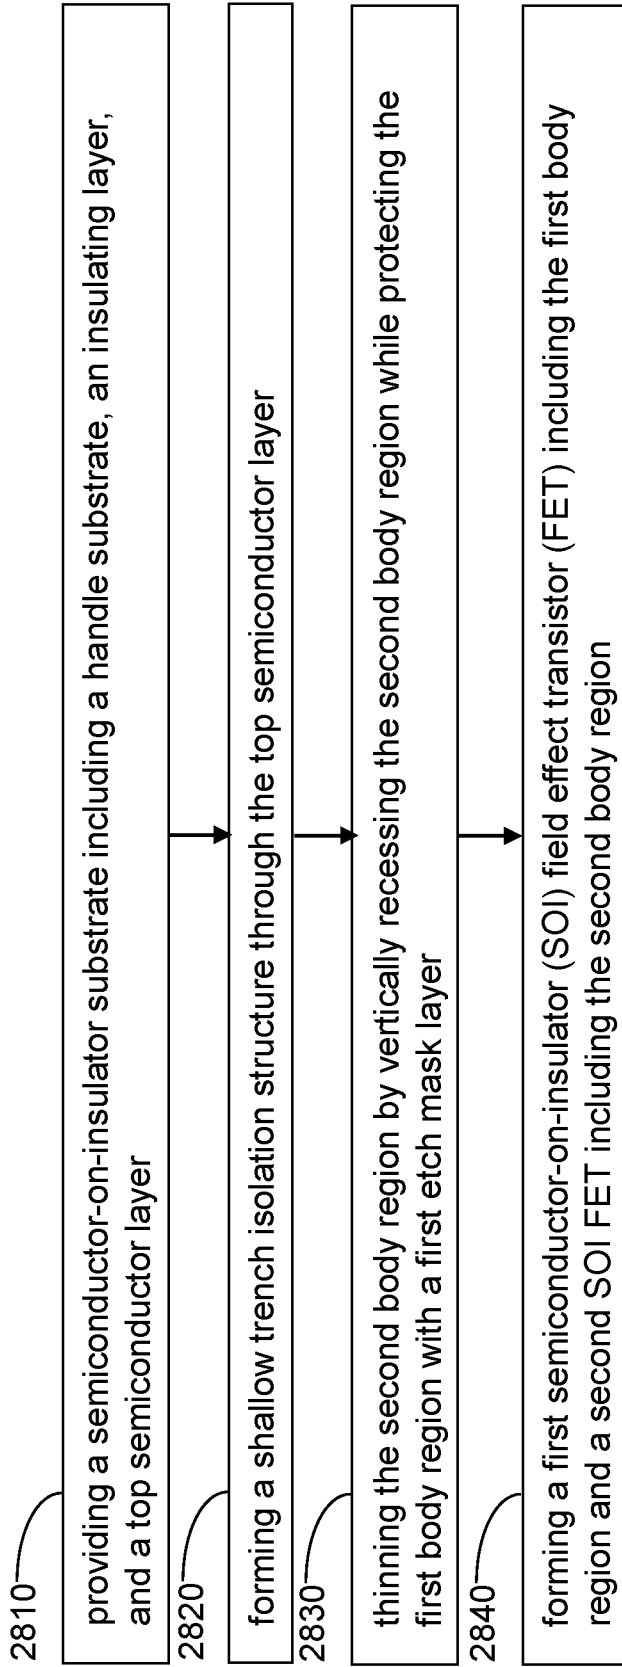 2810
providing a semiconductor-on-insulator substrate including a handle substrate, an insulating layer,
and a top semiconductor layer
2820
forming a shallow trench isolation structure through the top semiconductor layer
2830
thinning the second body region by vertically recessing the second body region while protecting the
first body region with a first etch mask layer
2840
forming a first semiconductor-on-insulator (SOI) field effect transistor (FET) including the first body
region and a second SOI FET including the second body region